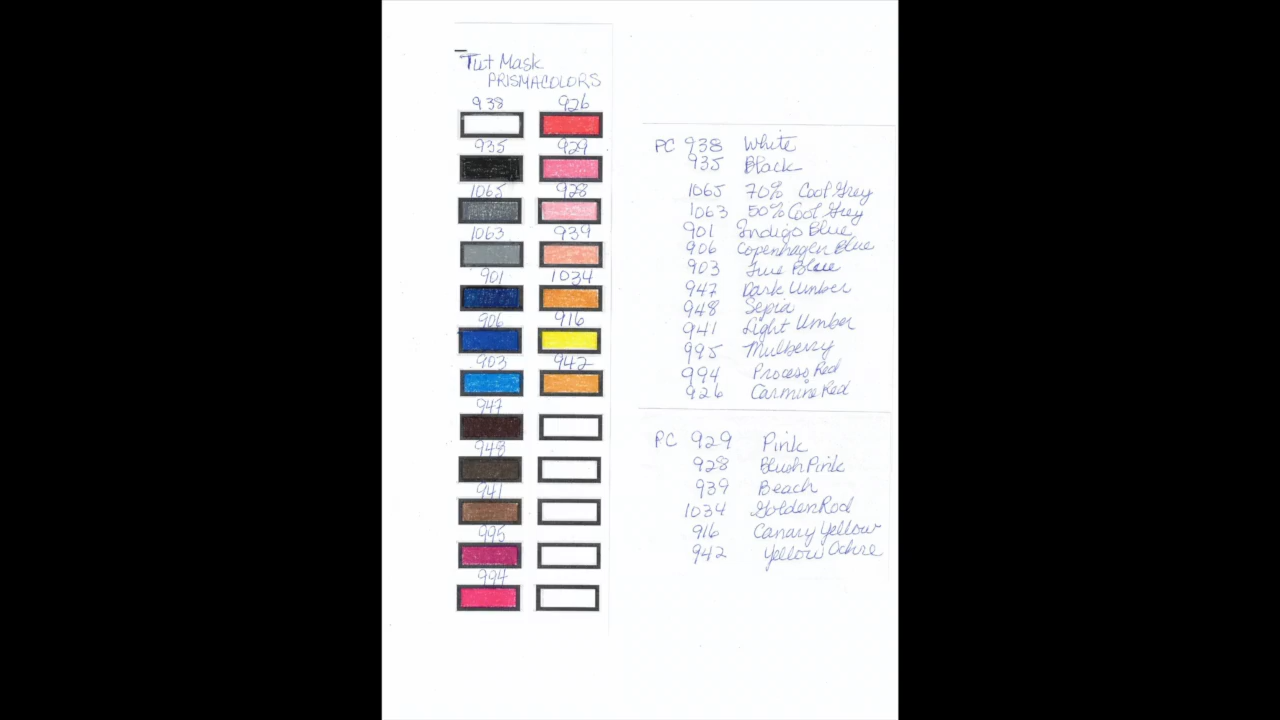 Tut Mask
PRISMACOLORS
938 926
935 929
1065 928
1063 939
901 1034
906 916
903 942
947
948
941
995
994
PC 938 White
935 Black
1065 70% Cool Grey
1063 50% Cool Grey
901 Indigo Blue
906 Copenhagen Blue
903 True Blue
947 Dark Umber
948 Sepia
941 Light Umber
995 Mulberry
994 Process Red
926 Carmine Red
PC 929 Pink
928 Blush Pink
939 Beach
1034 GoldenRod
916 Canary Yellow
942 Yellow Ochre